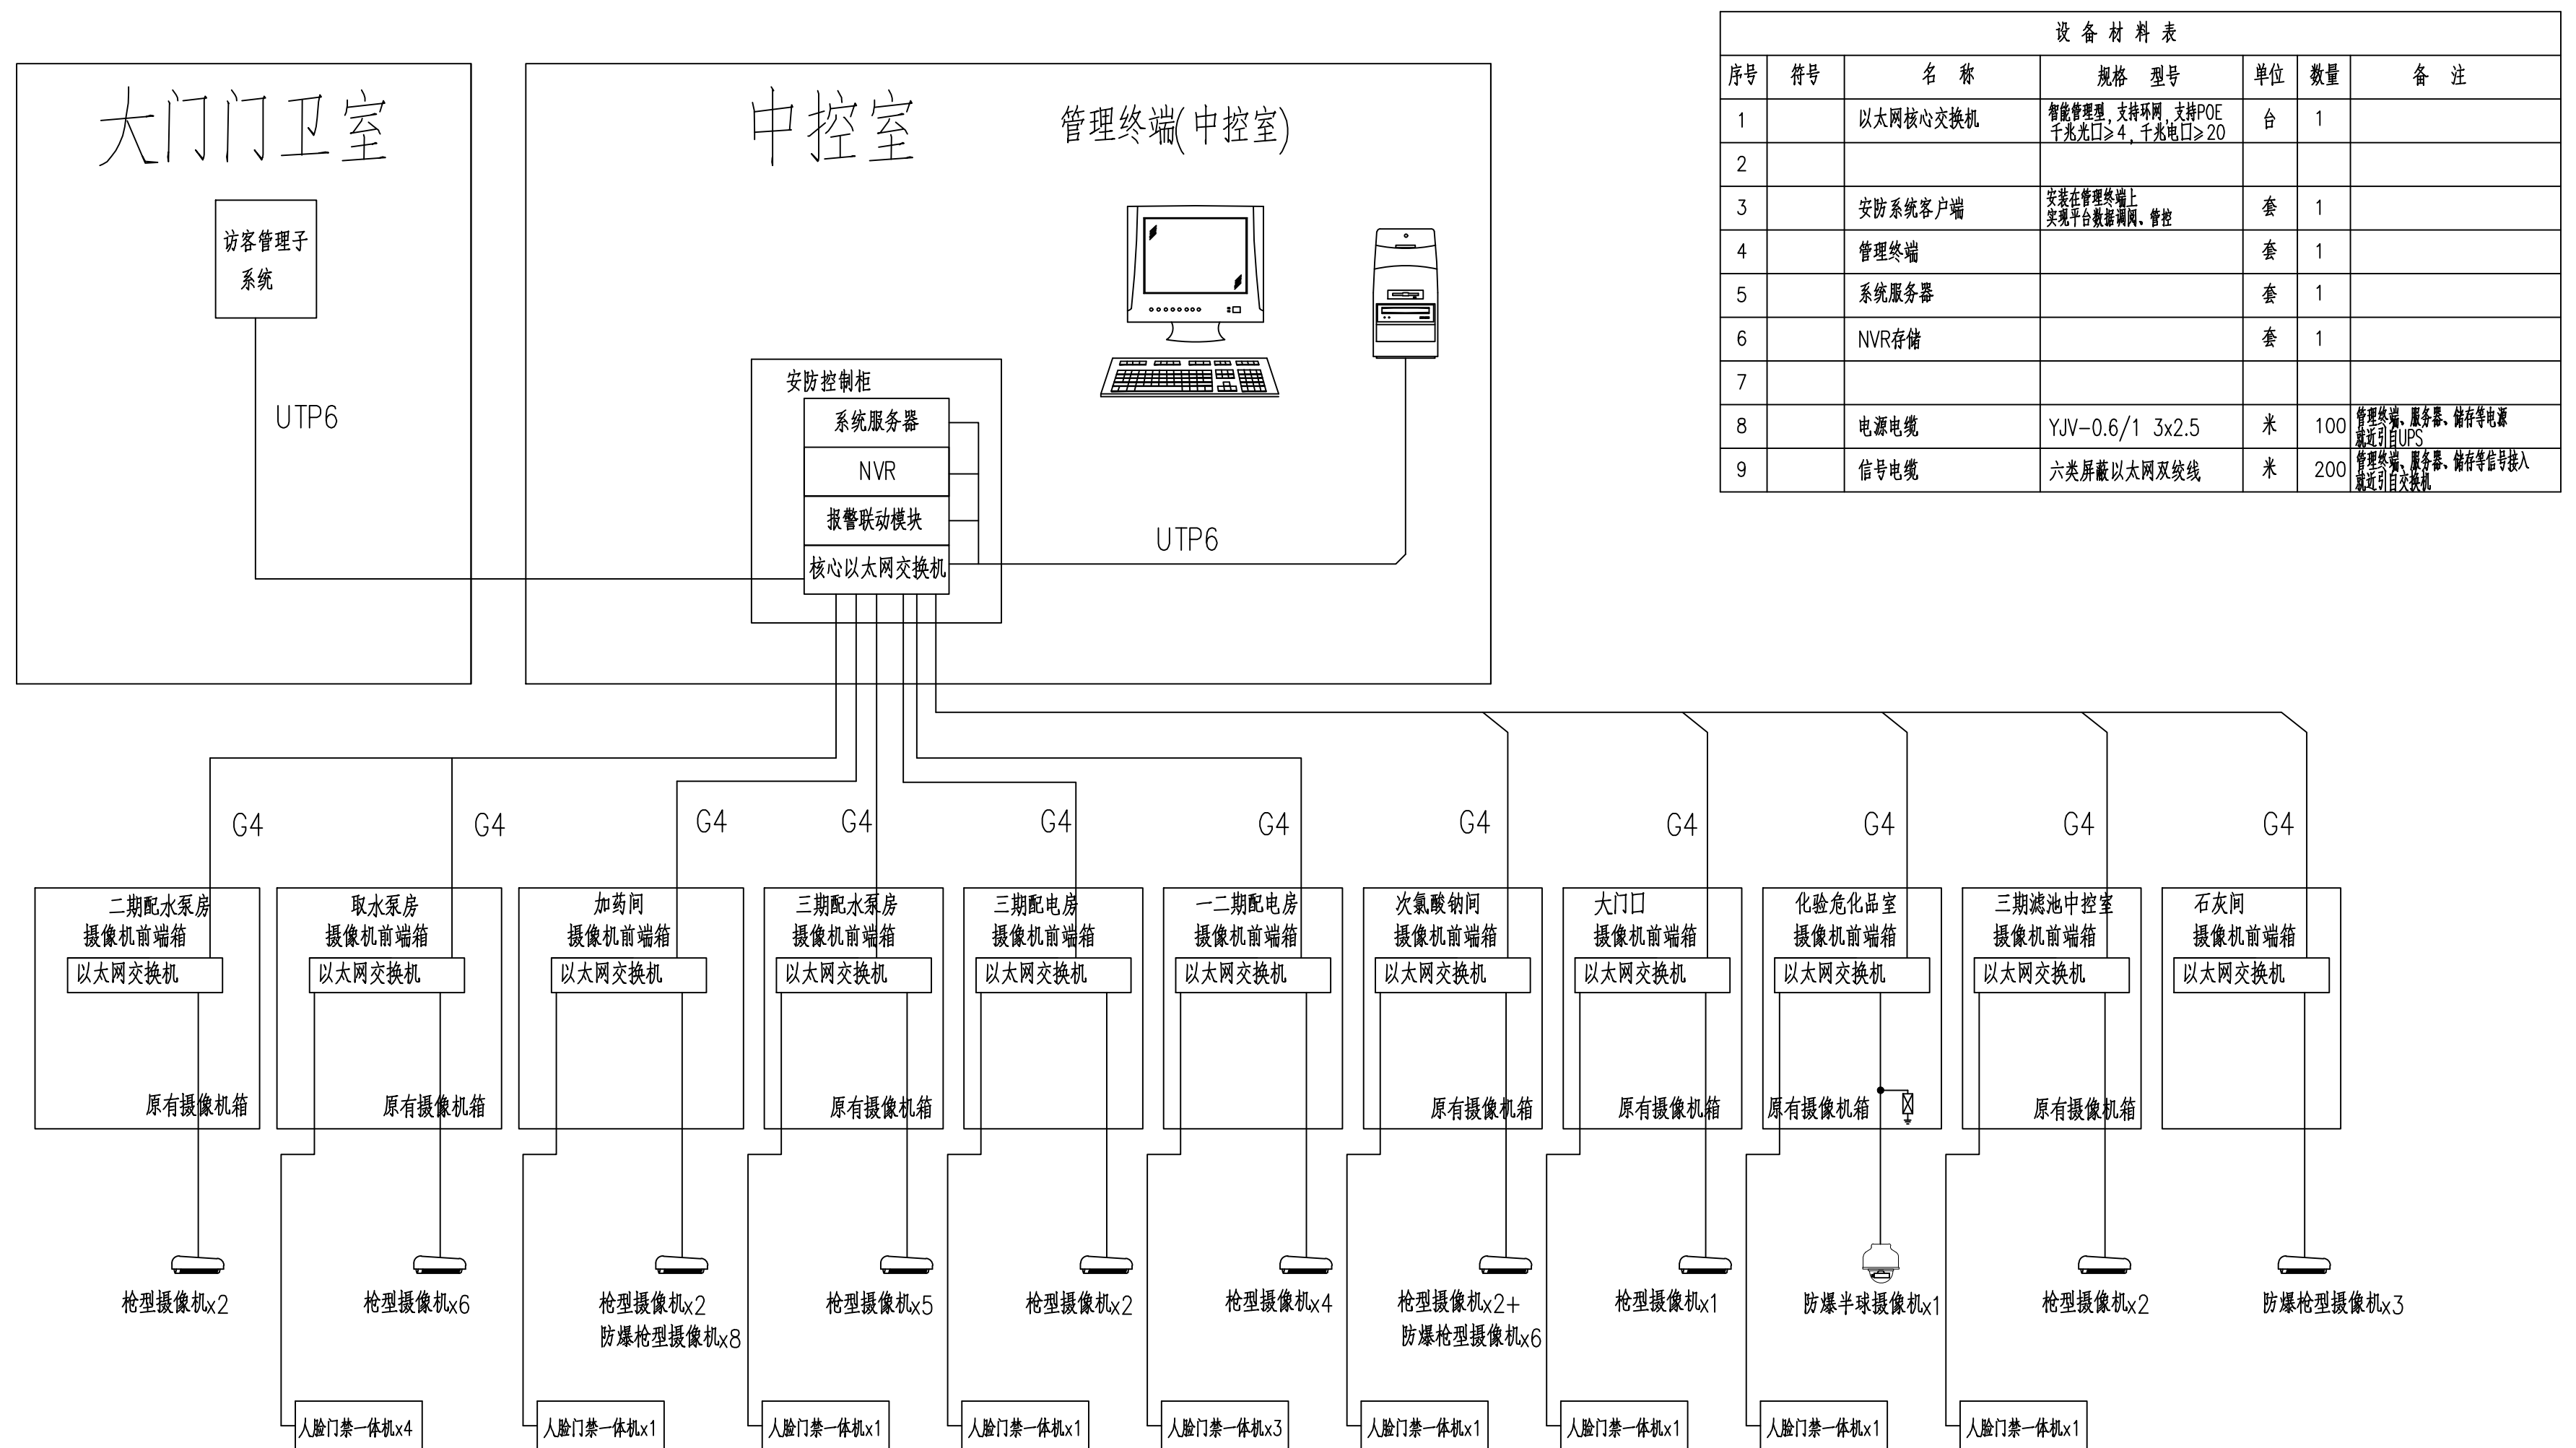 大门门卫室
访客管理子
系统
UTP6
中控室
管理终端(中控室)
安防控制柜
系统服务器
NVR
报警联动模块
核心以太网交换机
UTP6
设备材料表
序号 符号 名称 规格 型号 单位 数量 备注
1 以太网核心交换机 智能管理型,支持环网,支持POE 台 1
千兆光口≥4,千兆电口≥20
2
3 安防系统客户端 安装在管理终端上 套 1
实现平台数据调阅、管控
4 管理终端 套 1
5 系统服务器 套 1
6 NVR存储 套 1
7
8 电源电缆 YJV-0.6/1 3x2.5 米 100 管理终端、服务器、储存等电源
就近引自UPS
9 信号电缆 六类屏蔽以太网双绞线 米 200 管理终端、服务器、储存等信号接入
就近引自交换机
G4 G4 G4 G4 G4 G4 G4 G4 G4 G4 G4
二期配水泵房
摄像机前端箱
以太网交换机
原有摄像机箱
枪型摄像机x2
取水泵房
摄像机前端箱
以太网交换机
原有摄像机箱
枪型摄像机x6
人脸门禁一体机x4
加药间
摄像机前端箱
以太网交换机
枪型摄像机x2
防爆枪型摄像机x8
人脸门禁一体机x1
三期配水泵房
摄像机前端箱
以太网交换机
原有摄像机箱
枪型摄像机x5
人脸门禁一体机x1
三期配电房
摄像机前端箱
以太网交换机
枪型摄像机x2
人脸门禁一体机x1
一二期配电房
摄像机前端箱
以太网交换机
枪型摄像机x4
人脸门禁一体机x3
次氯酸钠间
摄像机前端箱
以太网交换机
原有摄像机箱
枪型摄像机x2+
防爆枪型摄像机x6
人脸门禁一体机x1
大门口
摄像机前端箱
以太网交换机
原有摄像机箱
枪型摄像机x1
人脸门禁一体机x1
化验危化品室
摄像机前端箱
以太网交换机
原有摄像机箱
防爆半球摄像机x1
人脸门禁一体机x1
三期滤池中控室
摄像机前端箱
以太网交换机
原有摄像机箱
枪型摄像机x2
人脸门禁一体机x1
石灰间
摄像机前端箱
以太网交换机
防爆枪型摄像机x3